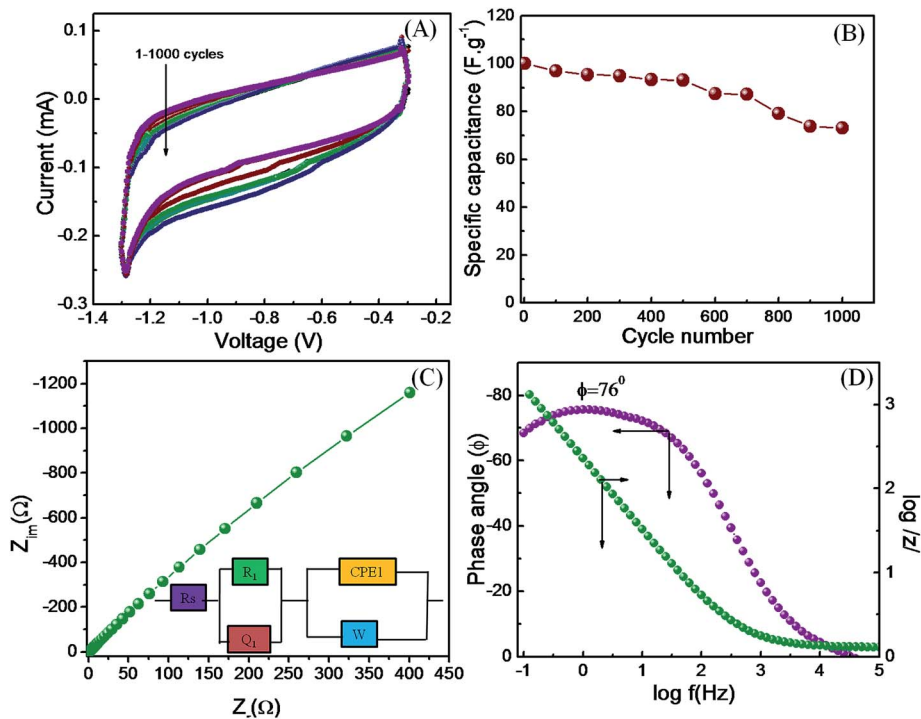 (A)
1-1000 cycles
Current (mA)
0.1
0.0
-0.1
-0.2
-0.3
-1.4 -1.2 -1.0 -0.8 -0.6 -0.4 -0.2
Voltage (V)
(B)
Specific capacitance (F.g⁻¹)
120
100
80
60
40
20
0
0 200 400 600 800 1000
Cycle number
(C)
Zim(Ω)
-1200
-1000
-800
-600
-400
-200
0
Rs
R1
Q1
CPE1
W
0 50 100 150 200 250 300 350 400 450
Zr(Ω)
(D)
ϕ=76⁰
Phase angle (ϕ)
-80
-60
-40
-20
0
3
2
1
0
log /z/
-1 0 1 2 3 4 5
log f(Hz)